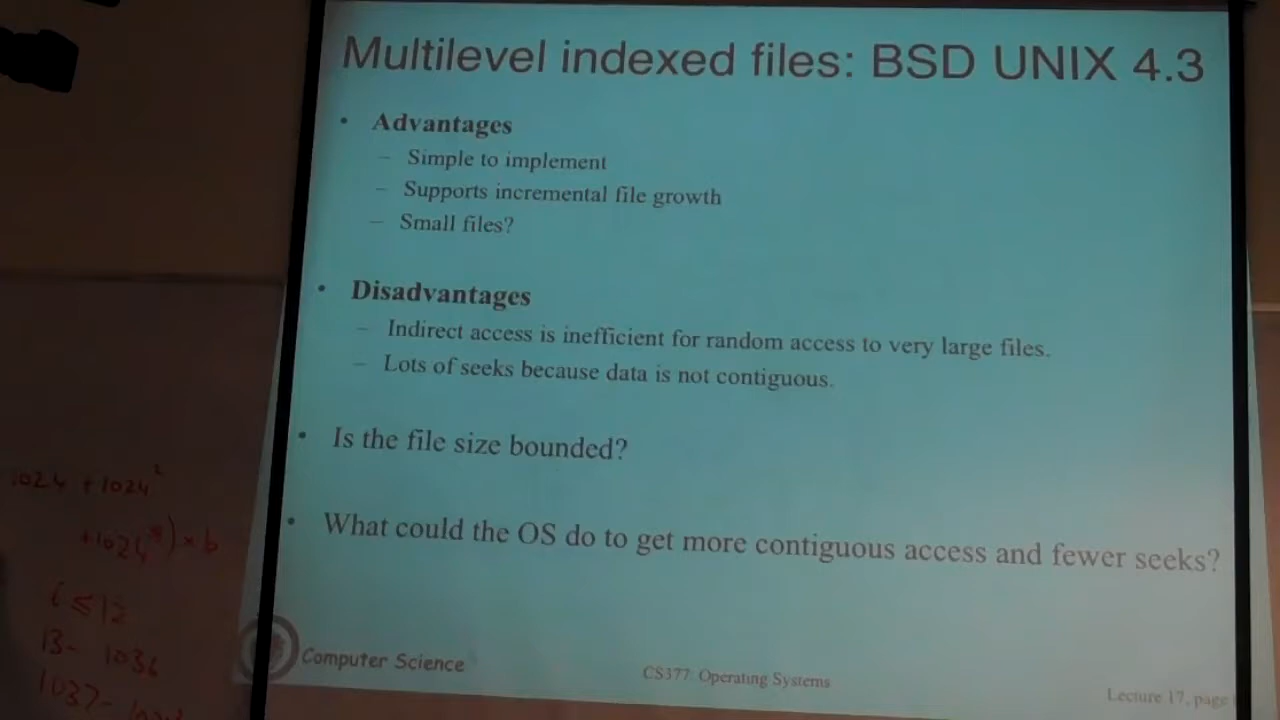 Multilevel indexed files: BSD UNIX 4.3
• Advantages
– Simple to implement
– Supports incremental file growth
– Small files?
• Disadvantages
– Indirect access is inefficient for random access to very large files.
– Lots of seeks because data is not contiguous.
• Is the file size bounded?
• What could the OS do to get more contiguous access and fewer seeks?
1024 + 1024²
i ≤ 12
13- 1036
1037-
Computer Science
CS377: Operating Systems
Lecture 17, page